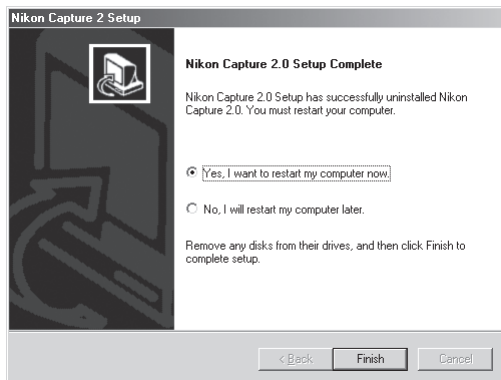 Nikon Capture 2 Setup
Nikon Capture 2.0 Setup Complete
Nikon Capture 2.0 Setup has successfully uninstalled Nikon
Capture 2.0. You must restart your computer.
Yes, I want to restart my computer now.
No, I will restart my computer later.
Remove any disks from their drives, and then click Finish to
complete setup.
< Back
Finish
Cancel